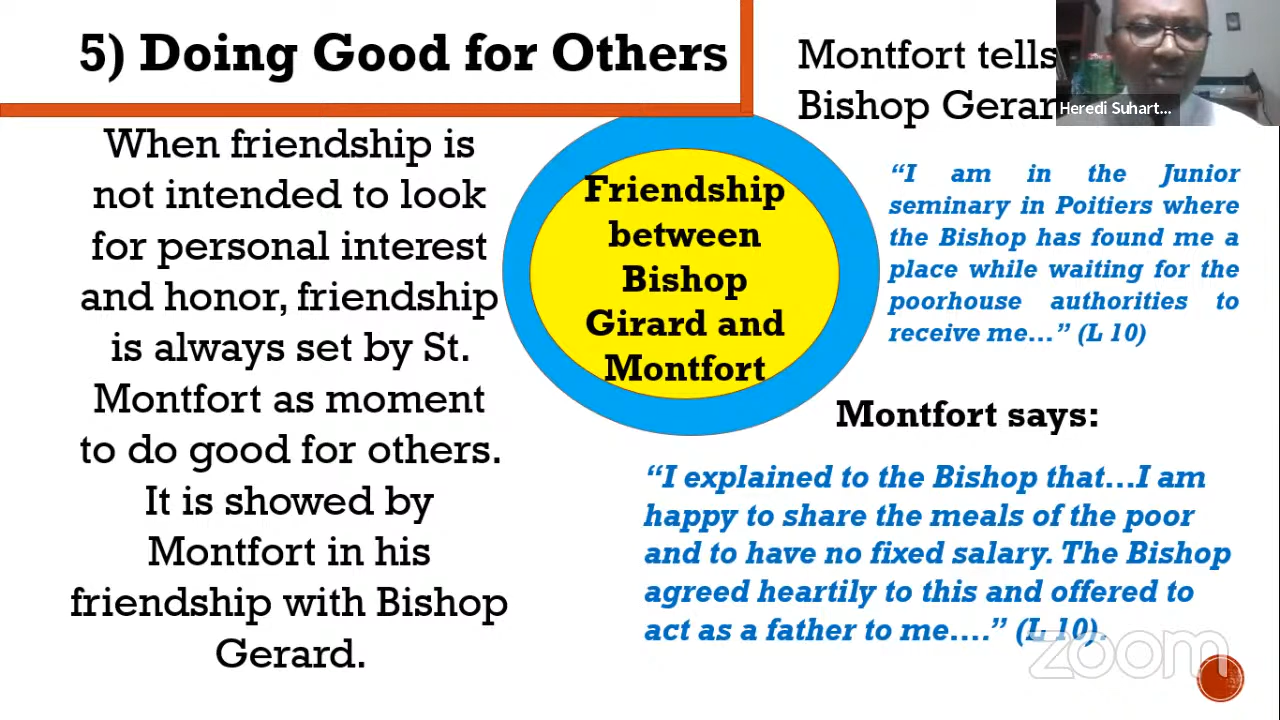 5) Doing Good for Others
When friendship is
not intended to look
for personal interest
and honor, friendship
is always set by St.
Montfort as moment
to do good for others.
It is showed by
Montfort in his
friendship with Bishop
Gerard.
Friendship
between
Bishop
Girard and
Montfort
Montfort tells
Bishop Gerar
Heredi Suhart...
“I am in the Junior
seminary in Poitiers where
the Bishop has found me a
place while waiting for the
poorhouse authorities to
receive me...” (L 10)
Montfort says:
“I explained to the Bishop that...I am
happy to share the meals of the poor
and to have no fixed salary. The Bishop
agreed heartily to this and offered to
act as a father to me....” (L 10).
zoom